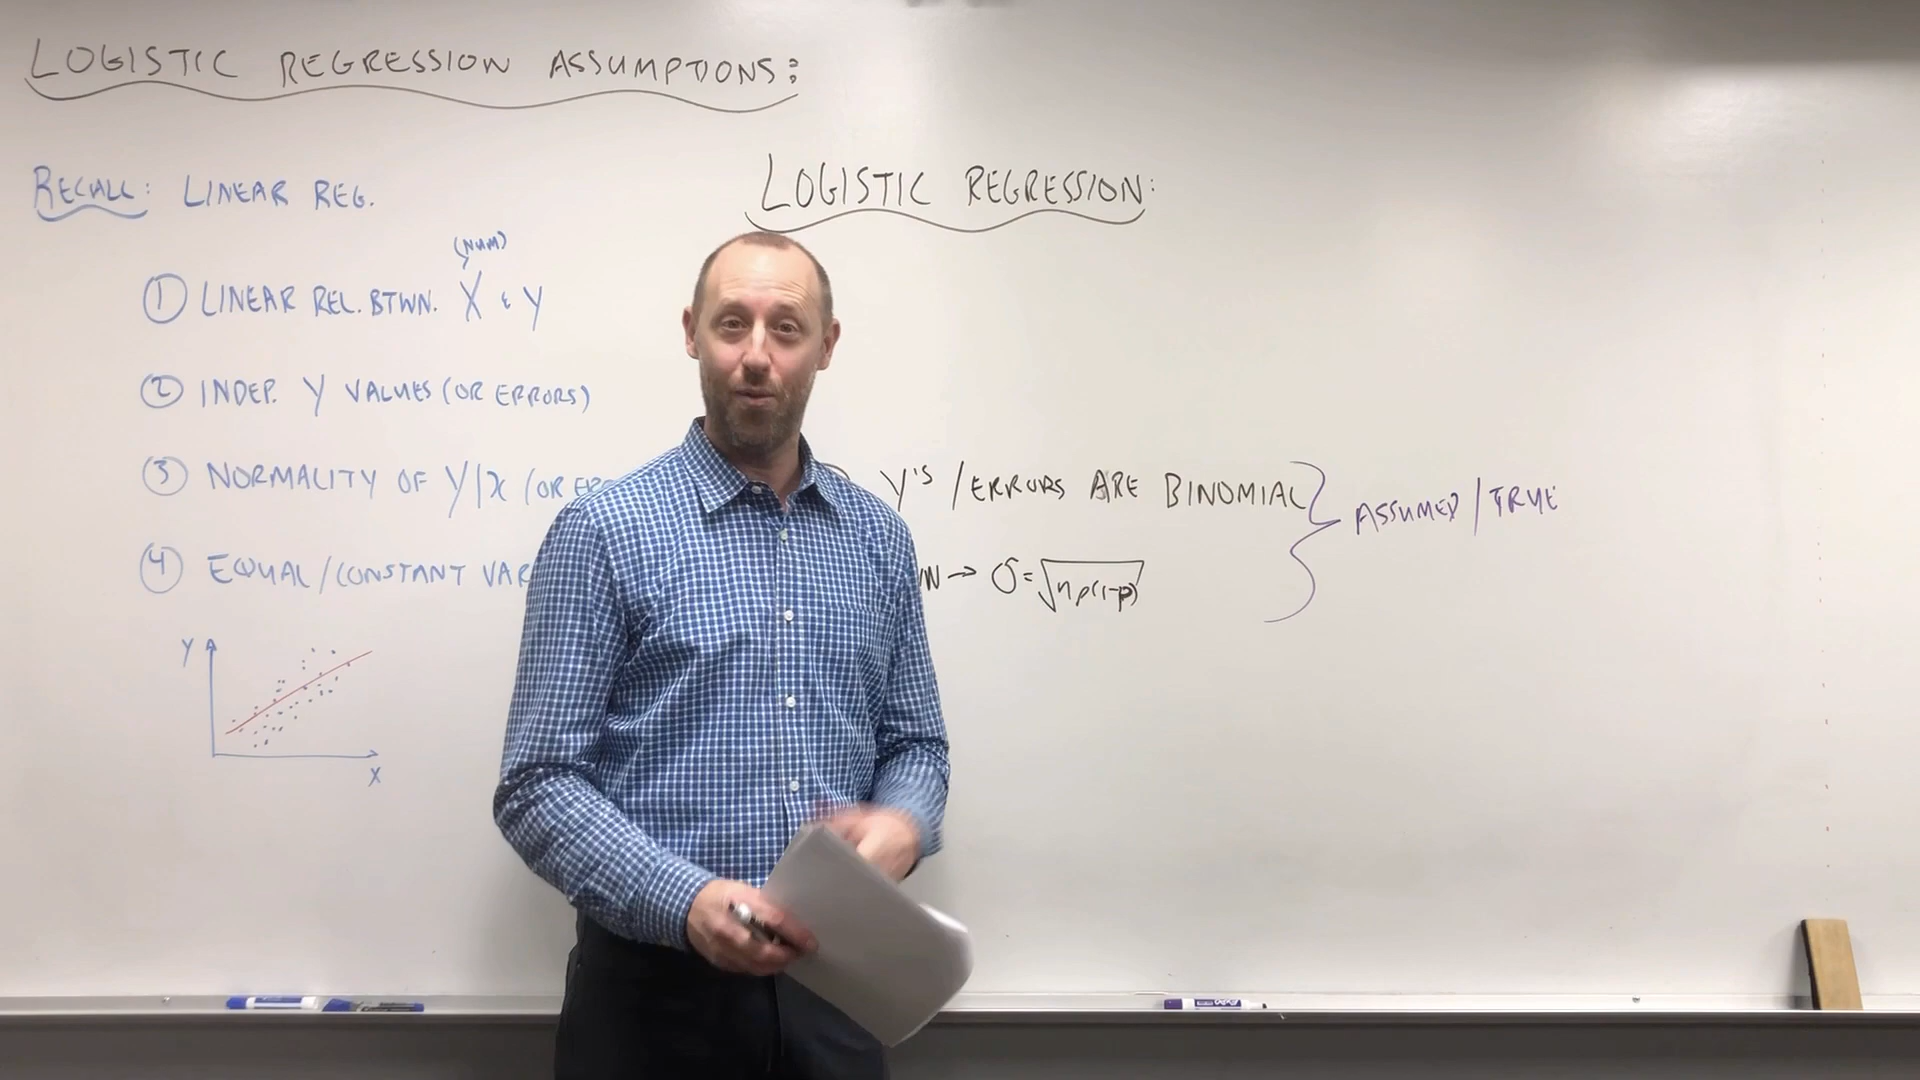 LOGISTIC REGRESSION ASSUMPTIONS:
RECALL: LINEAR REG.
(NUM)
① LINEAR REL. BTWN. X & Y
② INDEP. Y VALUES (OR ERRORS)
③ NORMALITY OF Y|X (OR
④ EQUAL/CONSTANT VAR
Y
X
LOGISTIC REGRESSION:
Y'S /ERRORS ARE BINOMIAL
→ σ=√np(1-p)
ASSUMED/TRUE